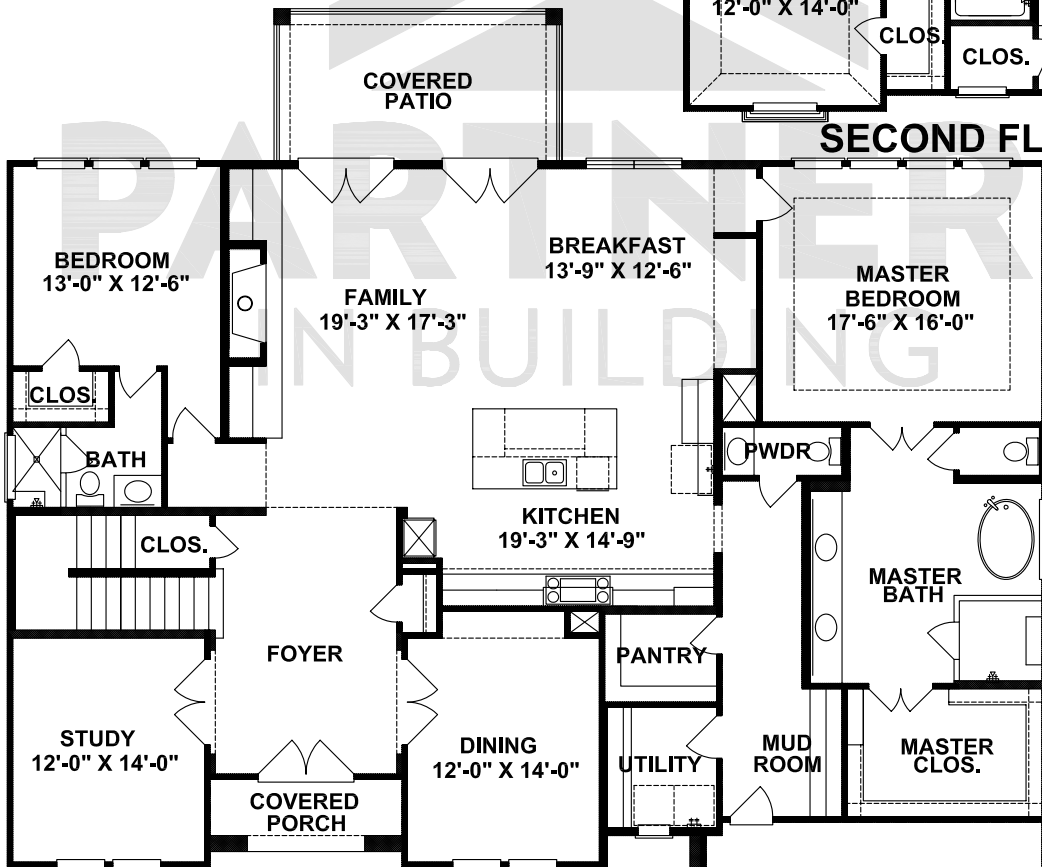 12'-0" X 14'-0"
CLOS.
CLOS.
COVERED
PATIO
SECOND FL
PARTNER
IN BUILDING
BEDROOM
13'-0" X 12'-6"
FAMILY
19'-3" X 17'-3"
BREAKFAST
13'-9" X 12'-6"
MASTER
BEDROOM
17'-6" X 16'-0"
CLOS.
BATH
PWDR
CLOS.
KITCHEN
19'-3" X 14'-9"
MASTER
BATH
FOYER
PANTRY
STUDY
12'-0" X 14'-0"
DINING
12'-0" X 14'-0"
UTILITY
MUD
ROOM
MASTER
CLOS.
COVERED
PORCH